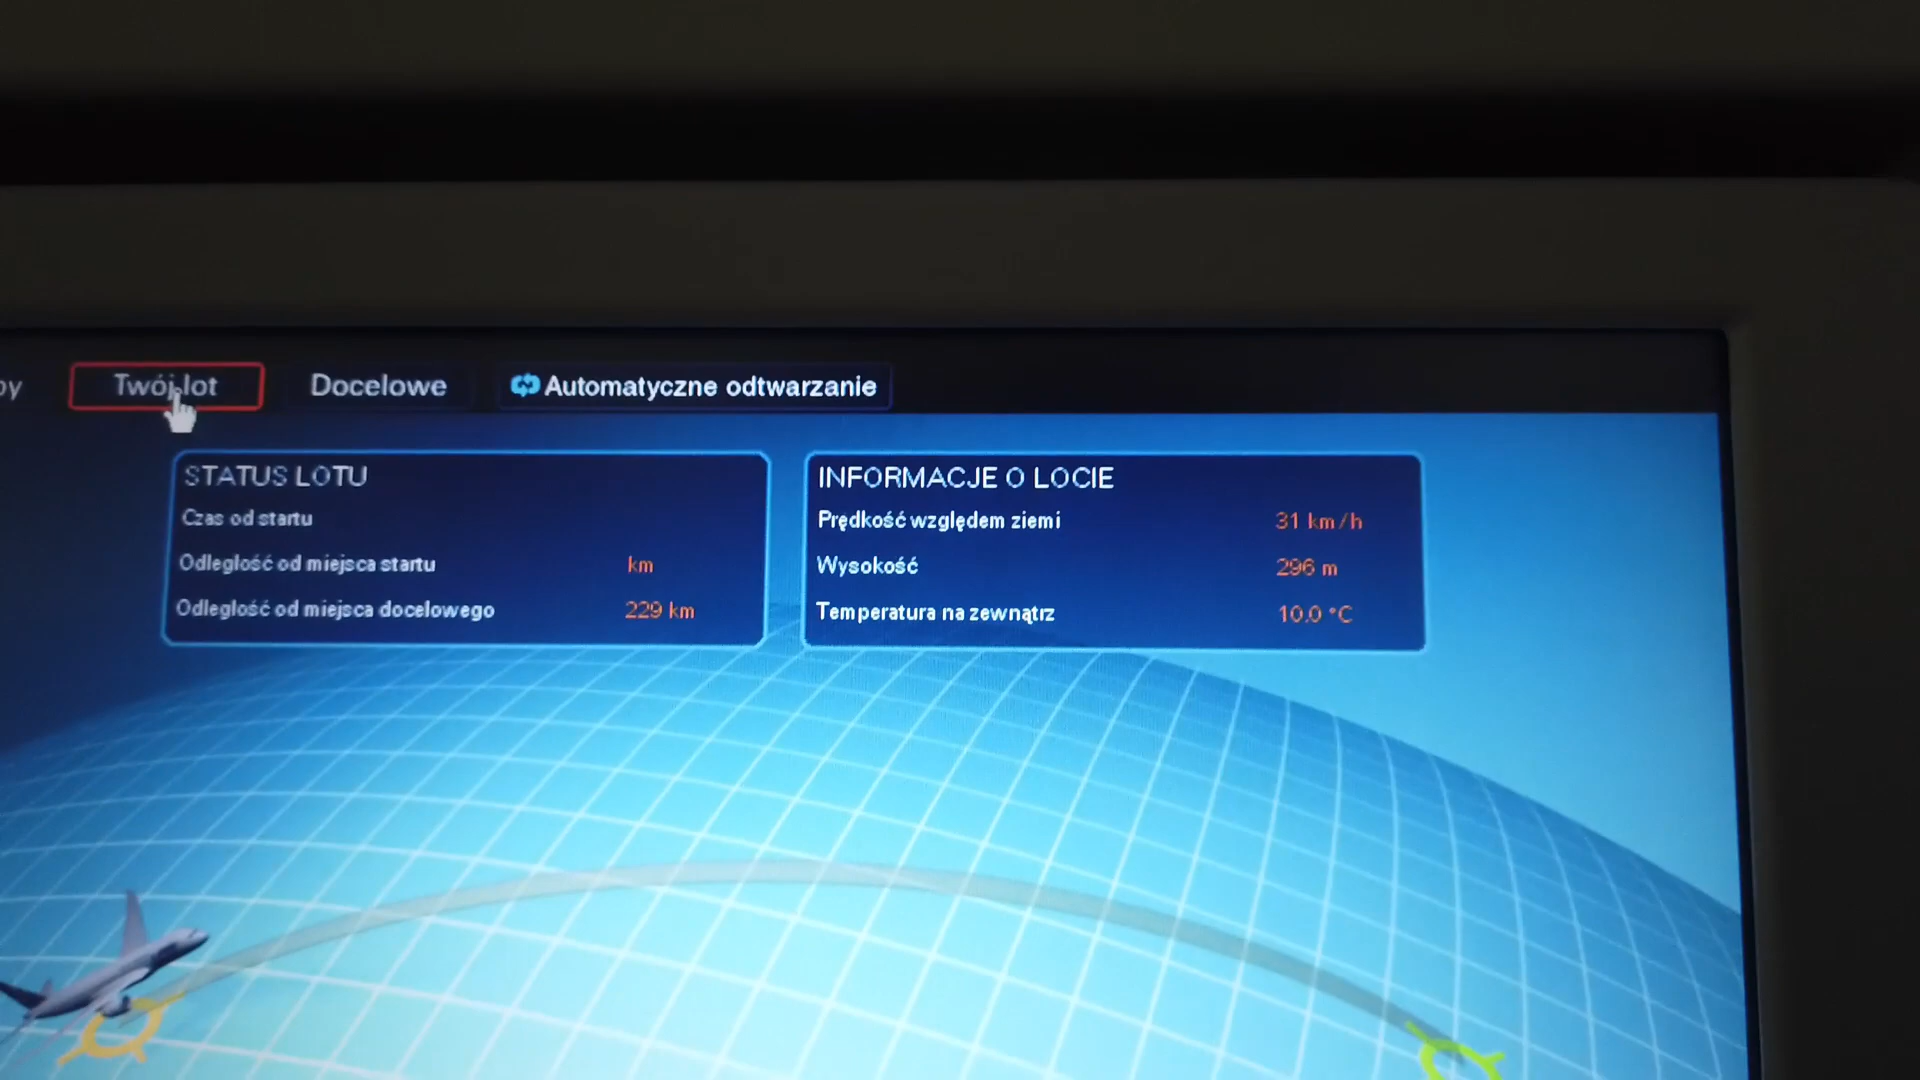 Twój lot
Docelowe
Automatyczne odtwarzanie
STATUS LOTU
Czas od startu
Odległość od miejsca startu km
Odległość od miejsca docelowego 229 km
INFORMACJE O LOCIE
Prędkość względem ziemi 31 km/h
Wysokość 296 m
Temperatura na zewnątrz 10.0 °C